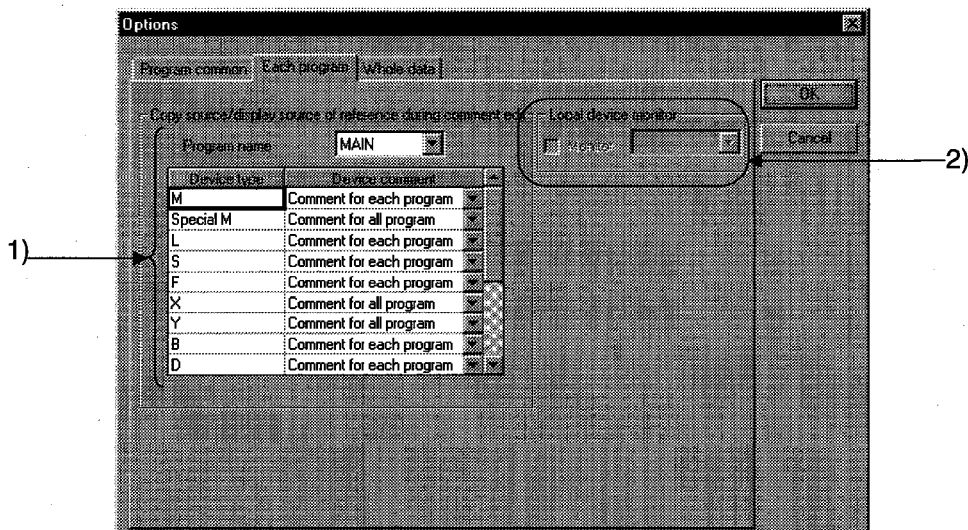 Options
Program common Each program Whole data
OK
Copy source/display source of reference during comment edi
Local device monitor
Program name MAIN
Monitor
Cancel
2)
Device type Device comment
M Comment for each program
Special M Comment for all program
1)
L Comment for each program
S Comment for each program
F Comment for each program
X Comment for all program
Y Comment for all program
B Comment for each program
D Comment for each program